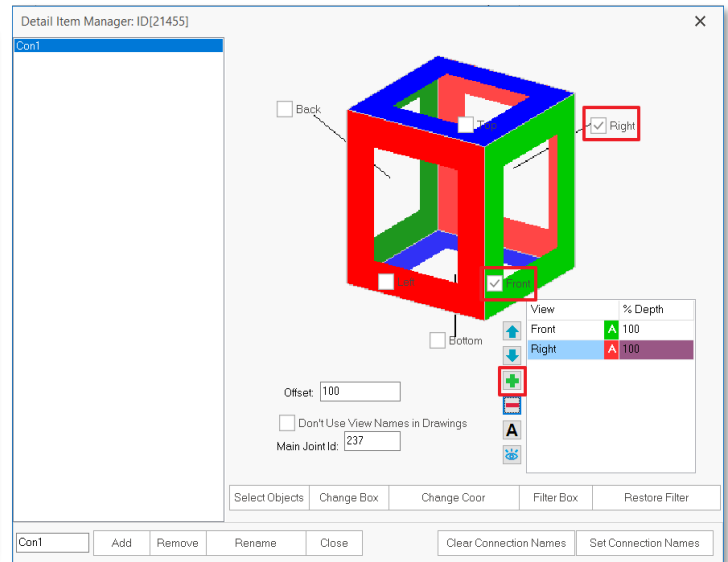 Detail Item Manager: ID[21455]
Con1
Back
Top
Right
Front
Bottom
View % Depth
Front A 100
Right A 100
Offset: 100
Don't Use View Names in Drawings
Main Joint Id: 237
A
Select Objects Change Box Change Coor Filter Box Restore Filter
Con1 Add Remove Rename Close Clear Connection Names Set Connection Names